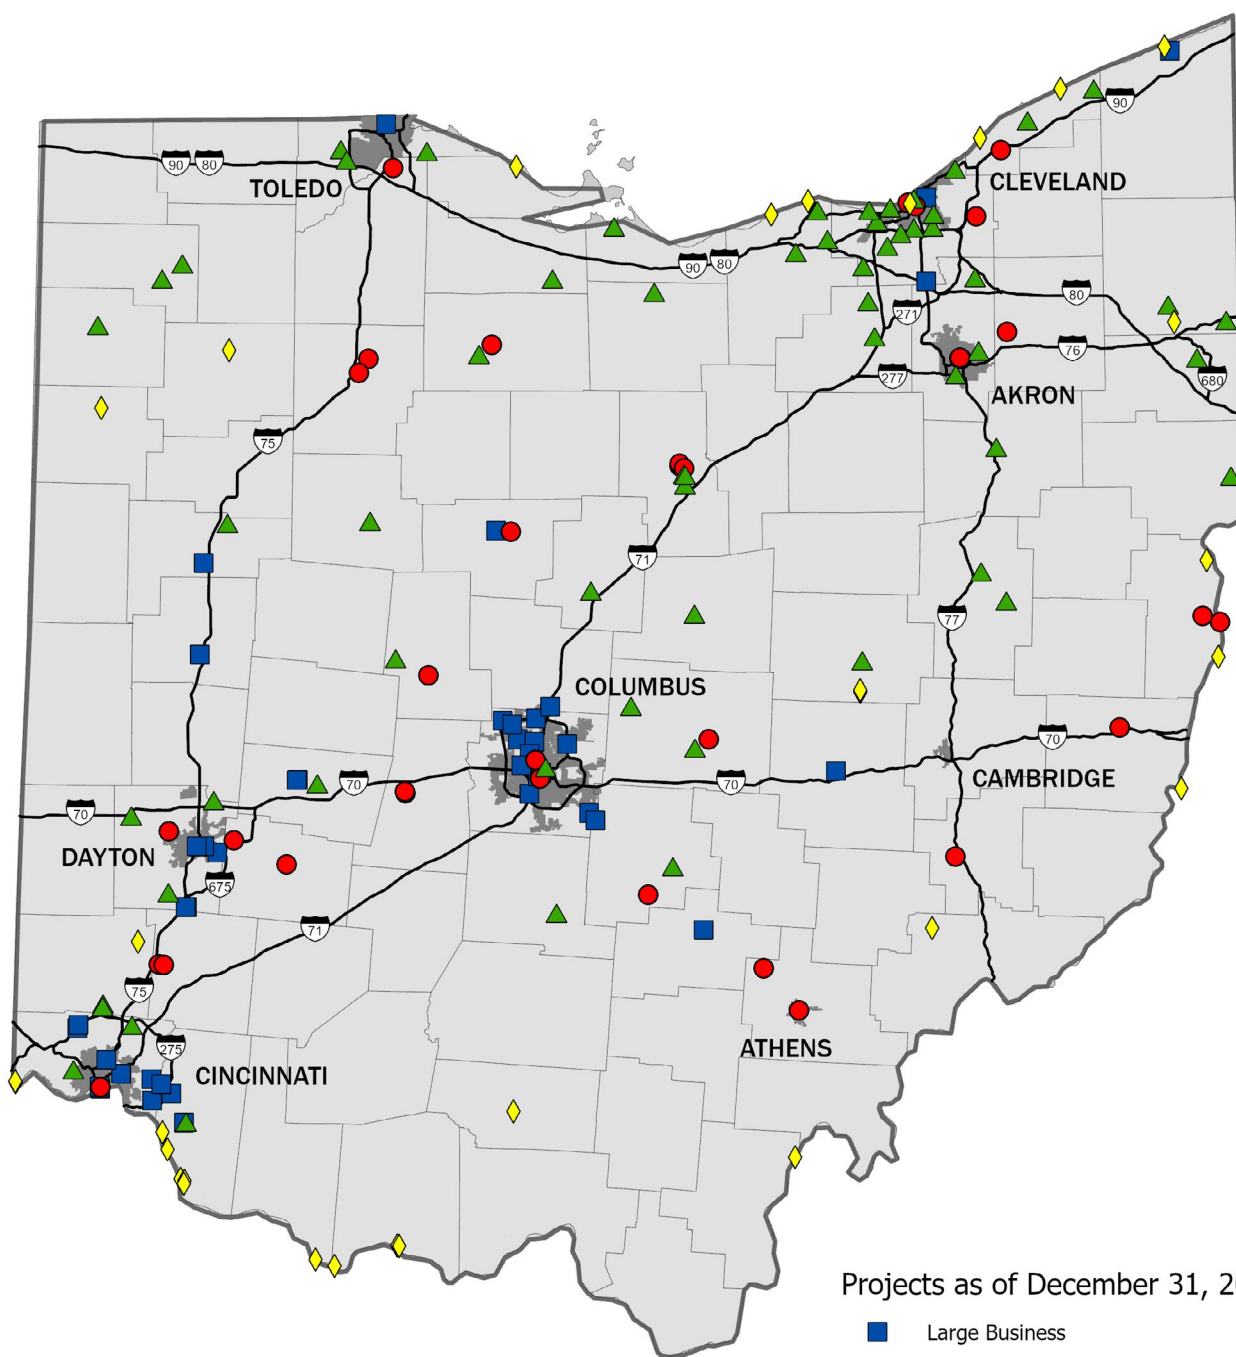 90
90
80
TOLEDO
CLEVELAND
90
80
80
271
76
277
680
AKRON
75
71
77
COLUMBUS
70
70
70
70
CAMBRIDGE
DAYTON
675
71
75
ATHENS
275
CINCINNATI
Projects as of December 31, 2
Large Business